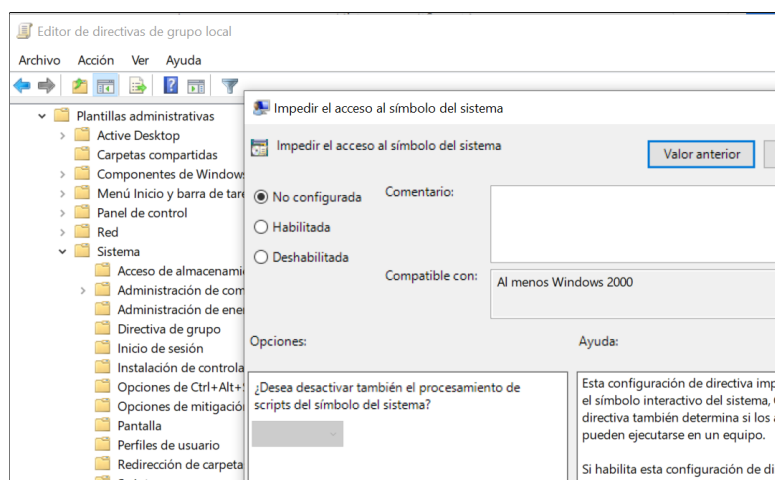 Editor de directivas de grupo local
Archivo Acción Ver Ayuda
Plantillas administrativas
Active Desktop
Carpetas compartidas
Componentes de Windows
Menú Inicio y barra de tare
Panel de control
Red
Sistema
Acceso de almacenami
Administración de com
Administración de ene
Directiva de grupo
Inicio de sesión
Instalación de controla
Opciones de Ctrl+Alt+
Opciones de mitigació
Pantalla
Perfiles de usuario
Redirección de carpeta
Impedir el acceso al símbolo del sistema
Impedir el acceso al símbolo del sistema
Valor anterior
No configurada
Habilitada
Deshabilitada
Comentario:
Compatible con:
Al menos Windows 2000
Opciones:
Ayuda:
¿Desea desactivar también el procesamiento de
scripts del símbolo del sistema?
Esta configuración de directiva imp
el símbolo interactivo del sistema,
directiva también determina si los
pueden ejecutarse en un equipo.
Si habilita esta configuración de di